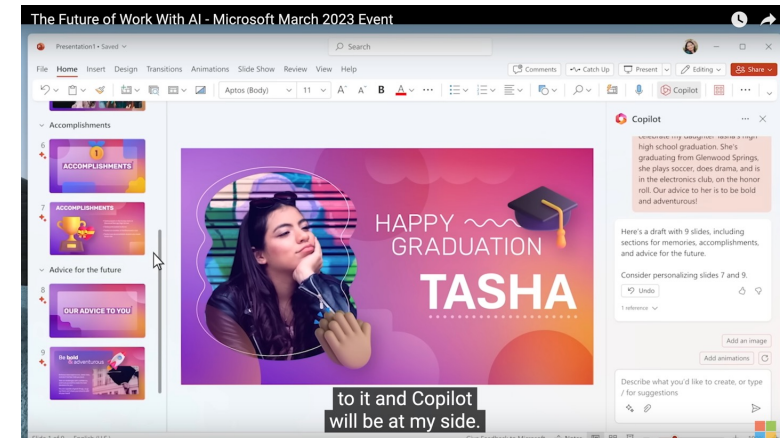 The Future of Work With AI - Microsoft March 2023 Event
Presentation1 • Saved
Search
File Home Insert Design Transitions Animations Slide Show Review View Help
Comments Catch Up Present Editing Share
Aptos (Body) 11 A A B A Copilot
Accomplishments
6
1
ACCOMPLISHMENTS
7
ACCOMPLISHMENTS
Advice for the future
8
OUR ADVICE TO YOU
9
Be bold
& adventurous
HAPPY
GRADUATION
TASHA
to it and Copilot
will be at my side.
Copilot
celebrate my daughter Tasha's high
high school graduation. She's
graduating from Glenwood Springs,
she plays soccer, does drama, and is
in the electronics club, on the honor
roll. Our advice to her is to be bold
and adventurous!
Here's a draft with 9 slides, including
sections for memories, accomplishments,
and advice for the future.
Consider personalizing slides 7 and 9.
Undo
1 reference
Add an image
Add animations
Describe what you'd like to create, or type
/ for suggestions